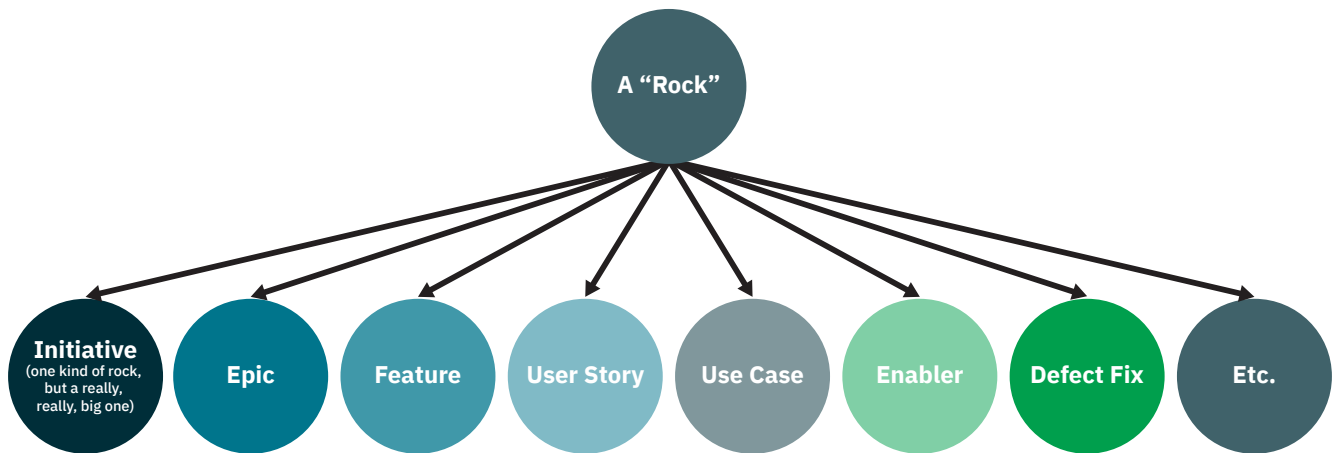 A “Rock”
Initiative
(one kind of rock,
but a really,
really, big one)
Epic
Feature
User Story
Use Case
Enabler
Defect Fix
Etc.